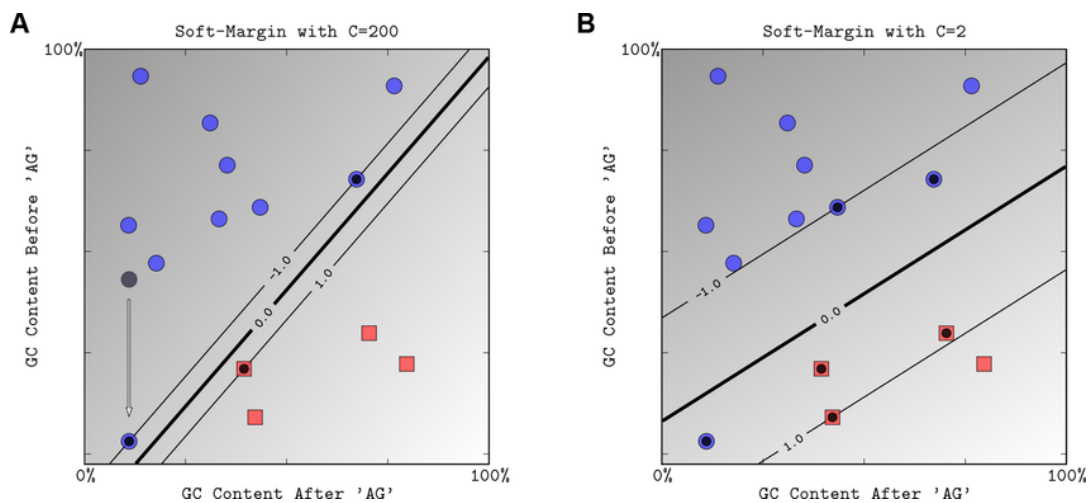 A
Soft-Margin with C=200
100%
GC Content Before 'AG'
-1.0
0.0
1.0
0%
100%
GC Content After 'AG'
B
Soft-Margin with C=2
100%
GC Content Before 'AG'
-1.0
0.0
1.0
0%
100%
GC Content After 'AG'